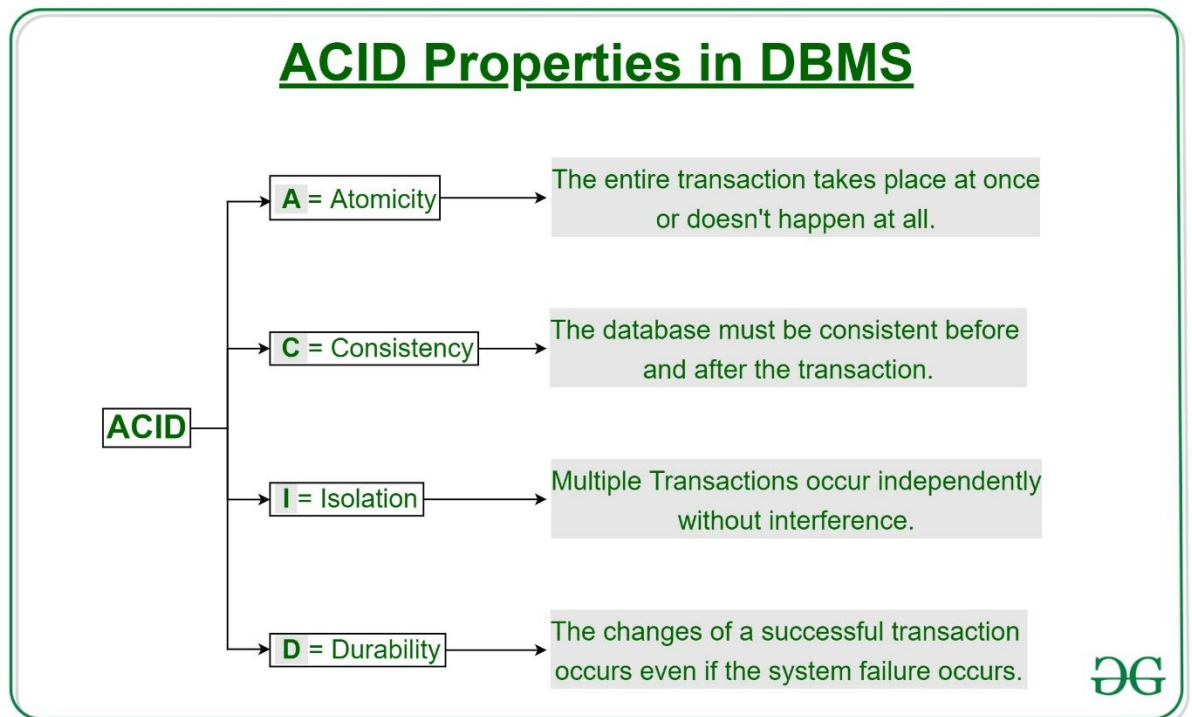 ACID Properties in DBMS
A = Atomicity
The entire transaction takes place at once
or doesn't happen at all.
C = Consistency
The database must be consistent before
and after the transaction.
ACID
I = Isolation
Multiple Transactions occur independently
without interference.
D = Durability
The changes of a successful transaction
occurs even if the system failure occurs.